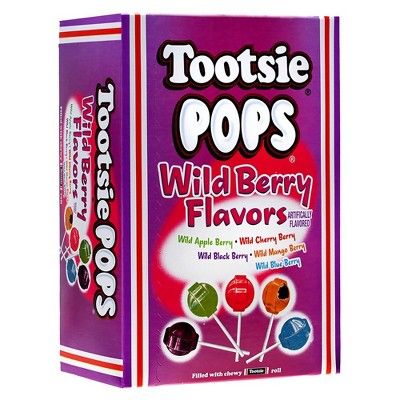 Tootsie
POPS
Wild Berry
Flavors
ARTIFICIALLY
FLAVORED
Wild Apple Berry • Wild Cherry Berry
Wild Black Berry • Wild Mango Berry
Wild Blue Berry
Filled with chewy Tootsie roll
Tootsie POPS
Wild Berry
Flavors